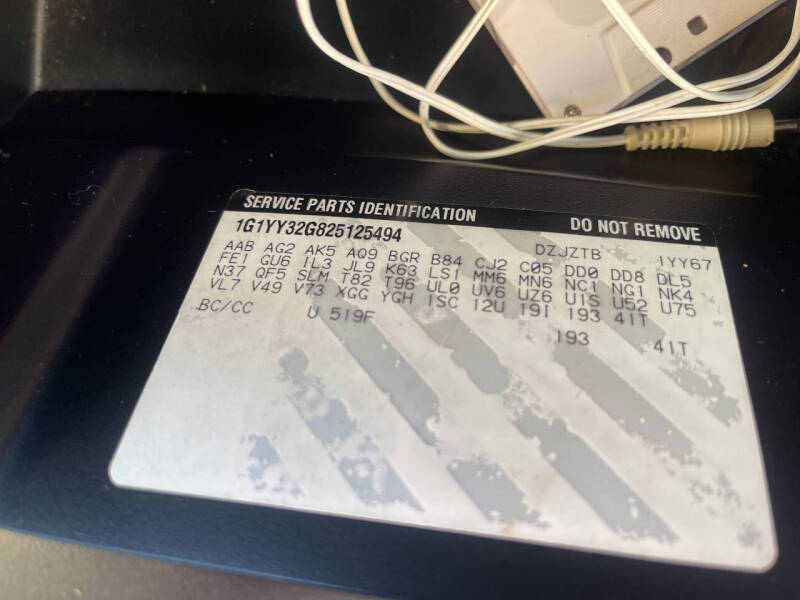 SERVICE PARTS IDENTIFICATION DO NOT REMOVE
1G1YY32G825125494 DZJZTB 1YY67
AAB AG2 AK5 AQ9 BGR B84 CJ2 C05 DD0 DD8 DL5
FE1 GU6 IL3 JL9 K63 LS1 MM6 MN6 NC1 NG1 NK4
N37 QF5 SLM T82 T96 UL0 UV6 UZ6 U1S U52 U75
VL7 V49 V73 XGG YGH 1SC 12U 19I 193 41T
BC/CC U 519F 193 41T